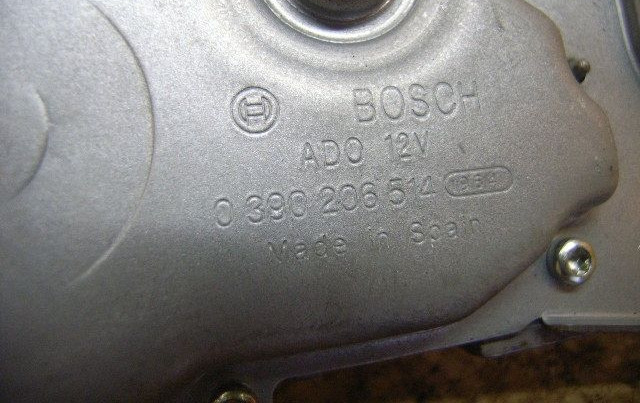 BOSCH
ADO 12V
0 390 206 514
Made in Spain